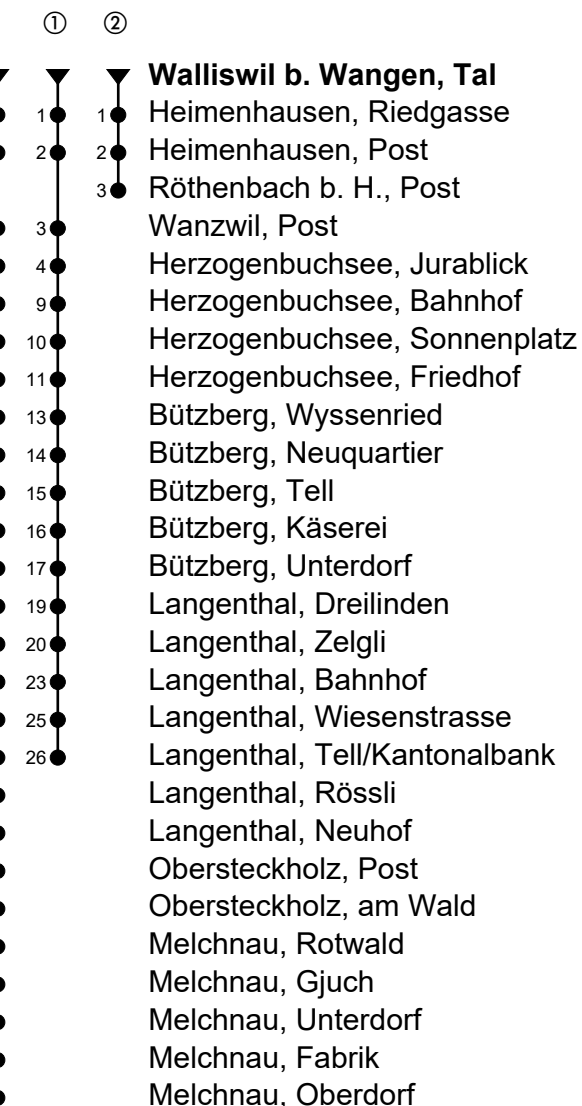 ① ②
Walliswil b. Wangen, Tal
1 1 Heimenhausen, Riedgasse
2 2 Heimenhausen, Post
3 Röthenbach b. H., Post
3 Wanzwil, Post
4 Herzogenbuchsee, Jurablick
9 Herzogenbuchsee, Bahnhof
10 Herzogenbuchsee, Sonnenplatz
11 Herzogenbuchsee, Friedhof
13 Bützberg, Wyssenried
14 Bützberg, Neuquartier
15 Bützberg, Tell
16 Bützberg, Käserei
17 Bützberg, Unterdorf
19 Langenthal, Dreilinden
20 Langenthal, Zelgli
23 Langenthal, Bahnhof
25 Langenthal, Wiesenstrasse
26 Langenthal, Tell/Kantonalbank
Langenthal, Rössli
Langenthal, Neuhof
Obersteckholz, Post
Obersteckholz, am Wald
Melchnau, Rotwald
Melchnau, Gjuch
Melchnau, Unterdorf
Melchnau, Fabrik
Melchnau, Oberdorf